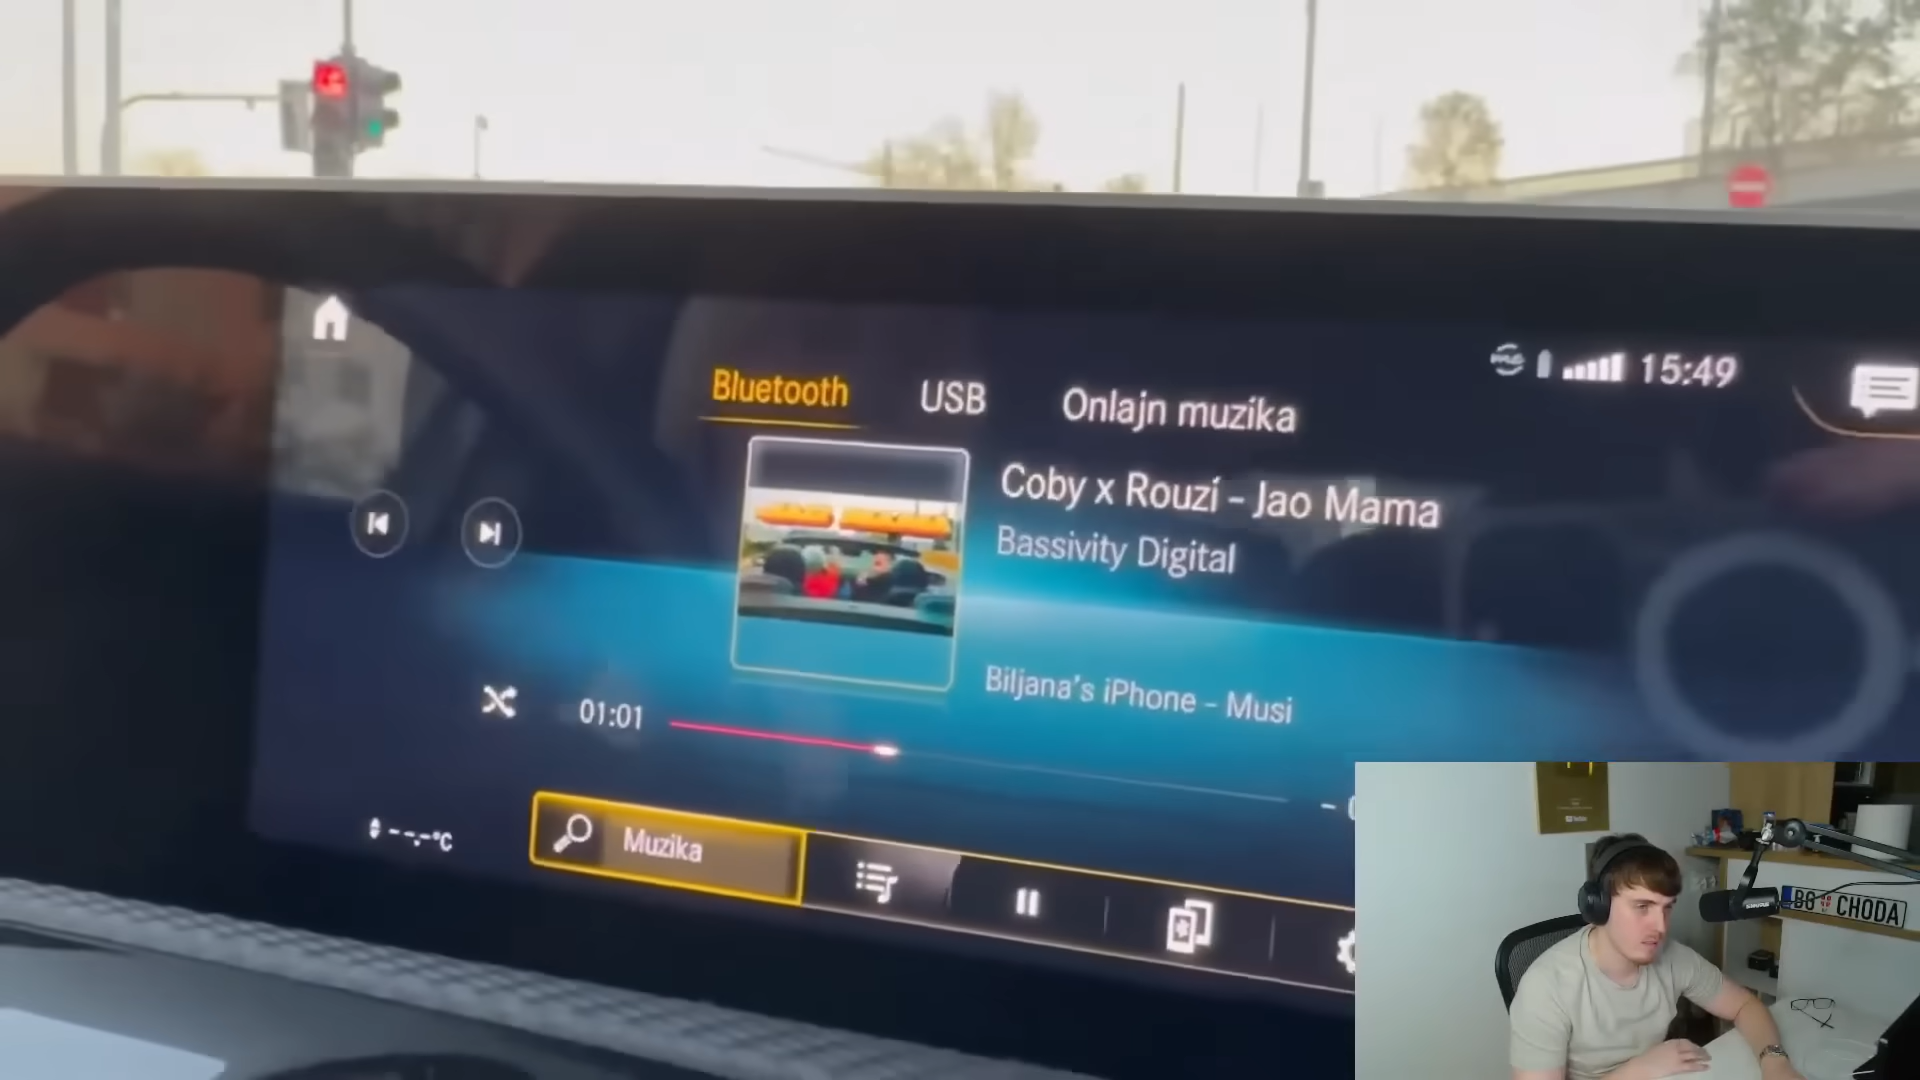 15:49
Bluetooth
USB
Onlajn muzika
Coby x Rouzi - Jao Mama
Bassivity Digital
Biljana's iPhone - Musi
01:01
--.-°C
Muzika
BG CHODA